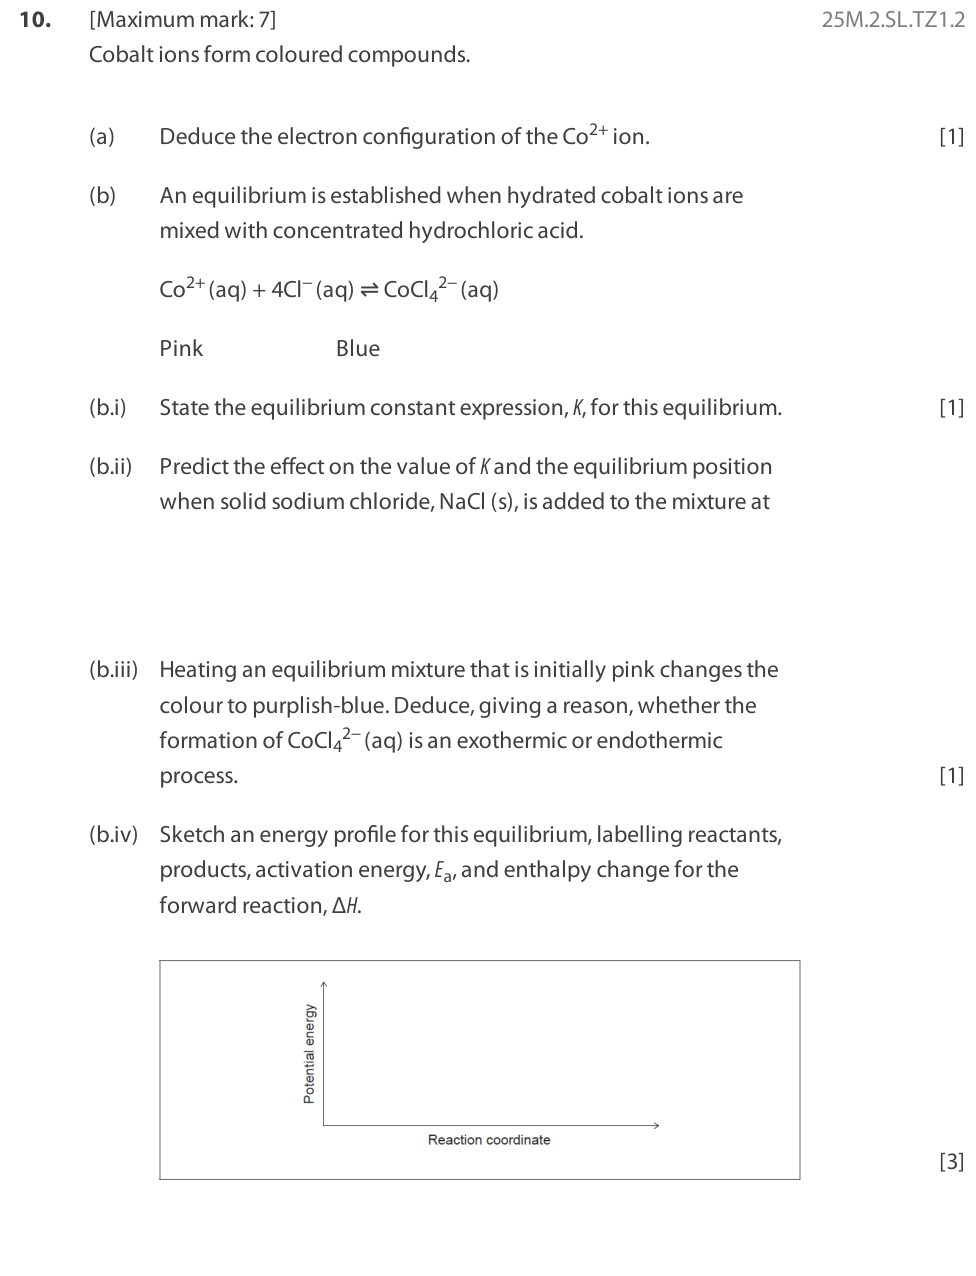 10. [Maximum mark: 7] 25M.2.SL.TZ1.2
Cobalt ions form coloured compounds.
(a) Deduce the electron configuration of the Co²⁺ ion. [1]
(b) An equilibrium is established when hydrated cobalt ions are
mixed with concentrated hydrochloric acid.
Co²⁺ (aq) + 4Cl⁻ (aq) ⇌ CoCl₄²⁻ (aq)
Pink Blue
(b.i) State the equilibrium constant expression, K, for this equilibrium. [1]
(b.ii) Predict the effect on the value of K and the equilibrium position
when solid sodium chloride, NaCl (s), is added to the mixture at
(b.iii) Heating an equilibrium mixture that is initially pink changes the
colour to purplish-blue. Deduce, giving a reason, whether the
formation of CoCl₄²⁻ (aq) is an exothermic or endothermic
process. [1]
(b.iv) Sketch an energy profile for this equilibrium, labelling reactants,
products, activation energy, Eₐ, and enthalpy change for the
forward reaction, ΔH.
Potential energy
Reaction coordinate
[3]